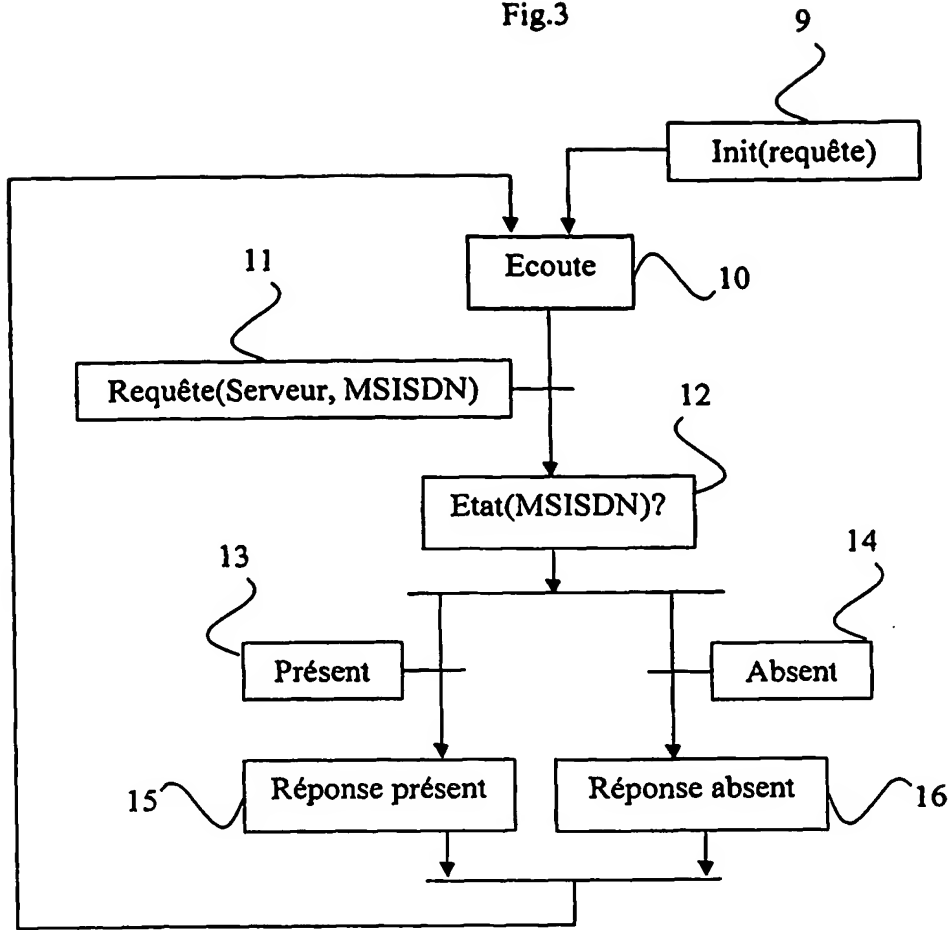 Fig.3
9
Init(requête)
Ecoute
10
11
Requête(Serveur, MSISDN)
12
Etat(MSISDN)?
13
14
Présent
Absent
15
Réponse présent
Réponse absent
16